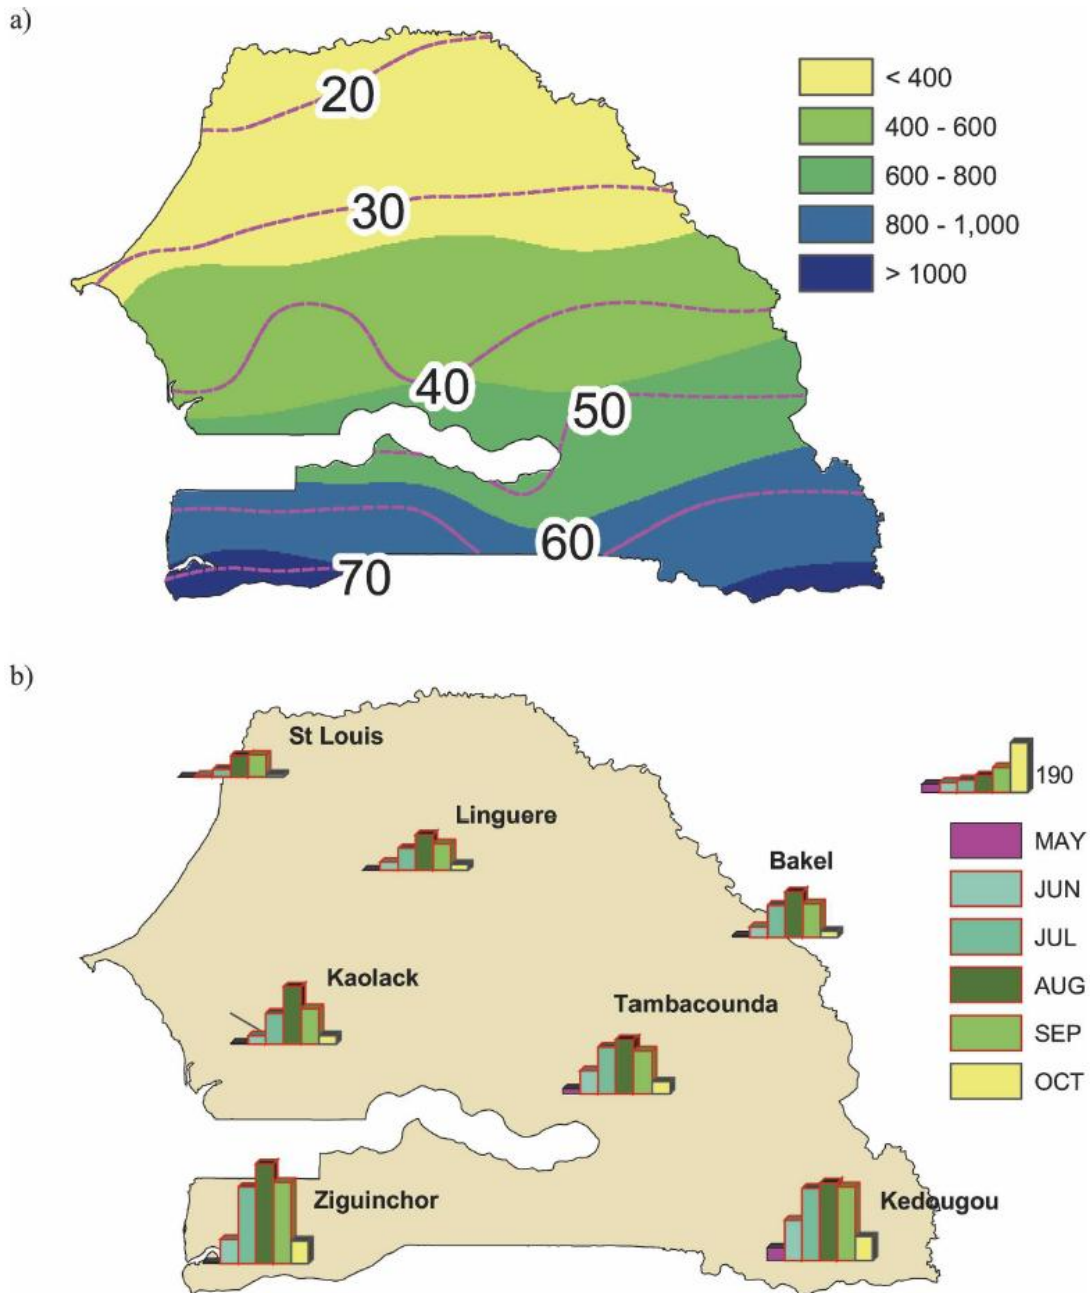 a)
< 400
400 - 600
600 - 800
800 - 1,000
> 1000
20
30
40
50
60
70
b)
St Louis
Linguere
Bakel
Kaolack
Tambacounda
Ziguinchor
Kedougou
190
MAY
JUN
JUL
AUG
SEP
OCT